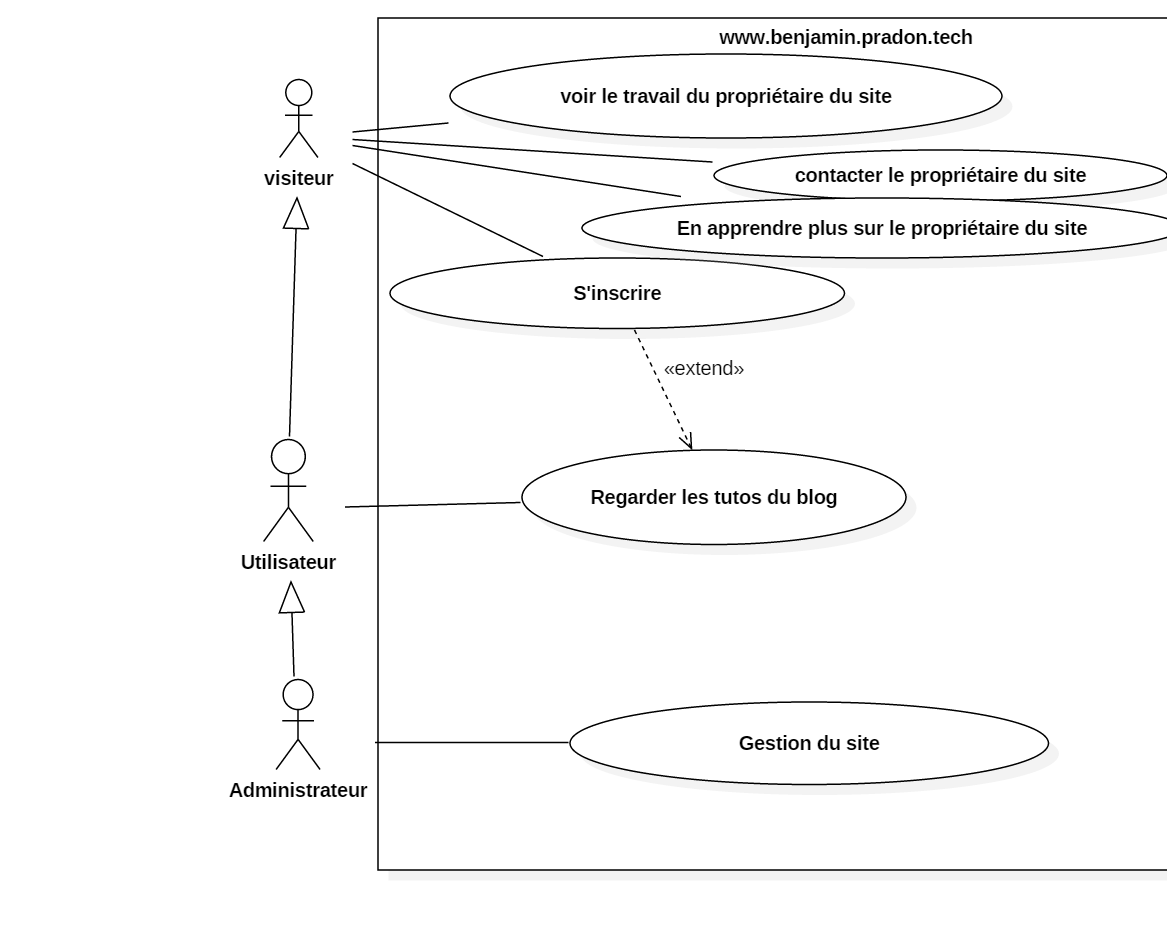 www.benjamin.pradon.tech
voir le travail du propriétaire du site
visiteur
contacter le propriétaire du site
En apprendre plus sur le propriétaire du site
S'inscrire
«extend»
Regarder les tutos du blog
Utilisateur
Gestion du site
Administrateur